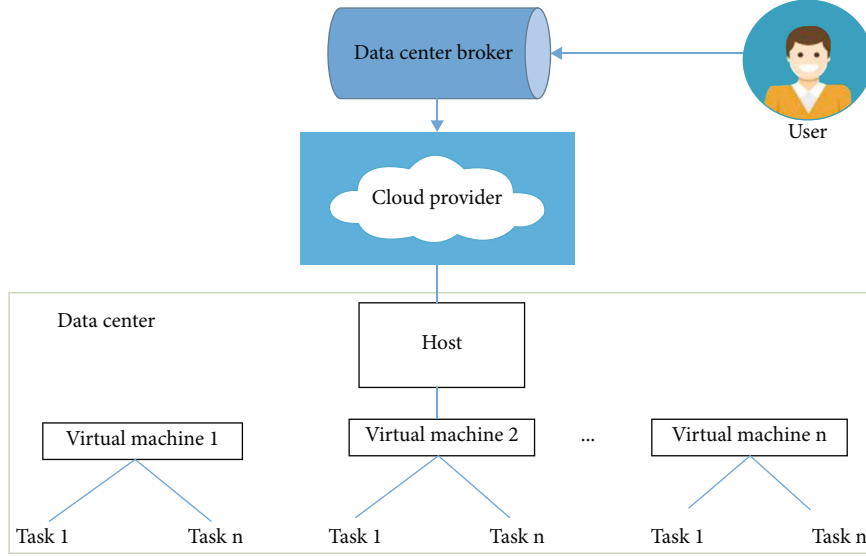 Data center broker
User
Cloud provider
Data center
Host
Virtual machine 1
Virtual machine 2
...
Virtual machine n
Task 1
Task n
Task 1
Task n
Task 1
Task n